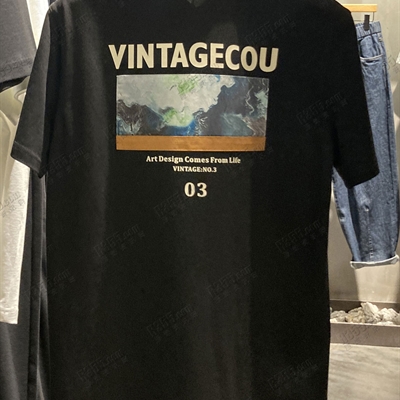 VINTAGECOU
Art Design Comes From Life
VINTAGE:NO.3
03